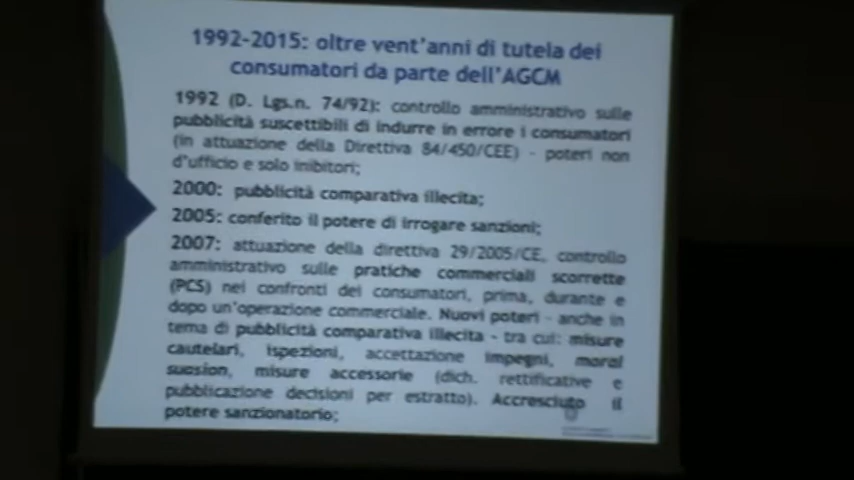 1992-2015: oltre vent'anni di tutela dei
consumatori da parte dell'AGCM
1992 (D. Lgs.n. 74/92): controllo amministrativo sulle
pubblicità suscettibili di indurre in errore i consumatori
(in attuazione della Direttiva 84/450/CEE) - poteri non
d'ufficio e solo inibitori;
2000: pubblicità comparativa illecita;
2005: conferito il potere di irrogare sanzioni;
2007: attuazione della direttiva 29/2005/CE, controllo
amministrativo sulle pratiche commerciali scorrette
(PCS) nei confronti dei consumatori, prima, durante e
dopo un'operazione commerciale. Nuovi poteri - anche in
tema di pubblicità comparativa illecita - tra cui: misure
cautelari, ispezioni, accettazione impegni, moral
suasion, misure accessorie (dich. rettificative e
pubblicazione decisioni per estratto). Accresciuto il
potere sanzionatorio;